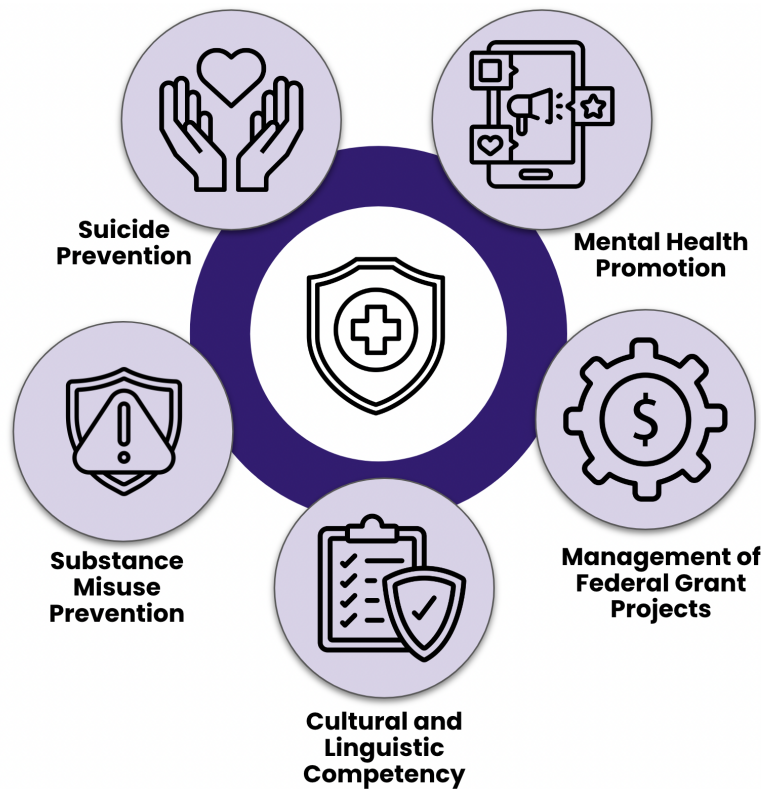 Suicide
Prevention
Mental Health
Promotion
$
Substance
Misuse
Prevention
Management of
Federal Grant
Projects
Cultural and
Linguistic
Competency